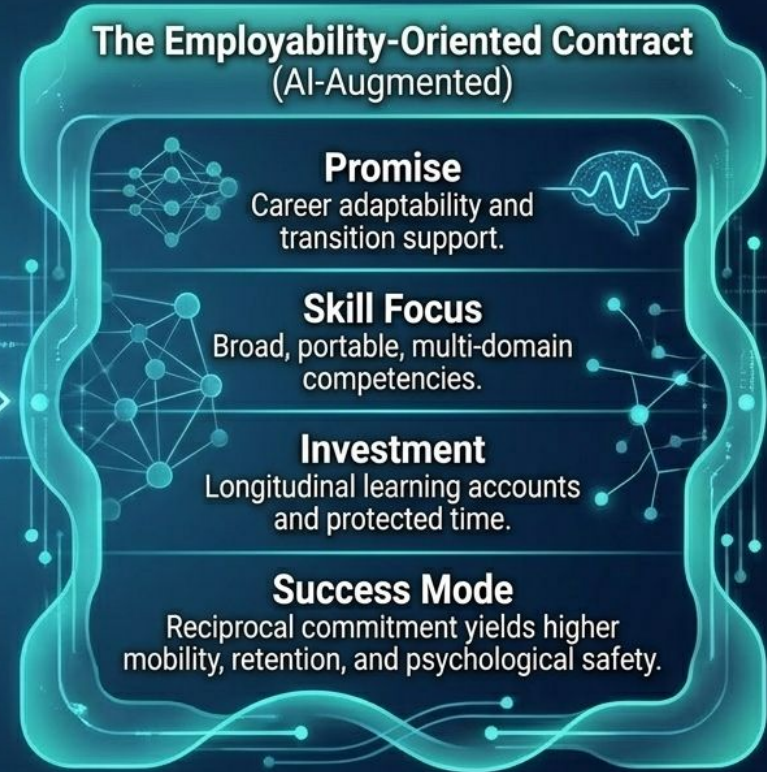 The Employability-Oriented Contract
(AI-Augmented)
Promise
Career adaptability and
transition support.
Skill Focus
Broad, portable, multi-domain
competencies.
Investment
Longitudinal learning accounts
and protected time.
Success Mode
Reciprocal commitment yields higher
mobility, retention, and psychological safety.